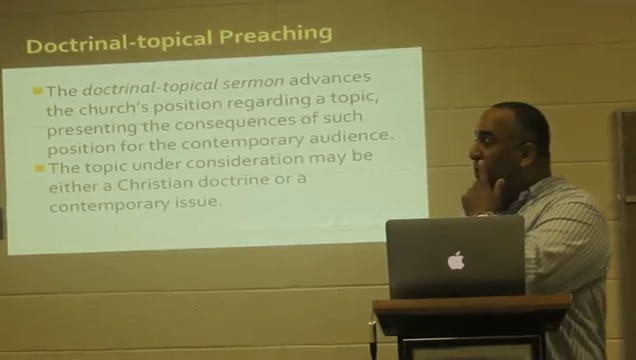 Doctrinal-topical Preaching
The doctrinal-topical sermon advances
the church's position regarding a topic,
presenting the consequences of such
position for the contemporary audience.
The topic under consideration may be
either a Christian doctrine or a
contemporary issue.